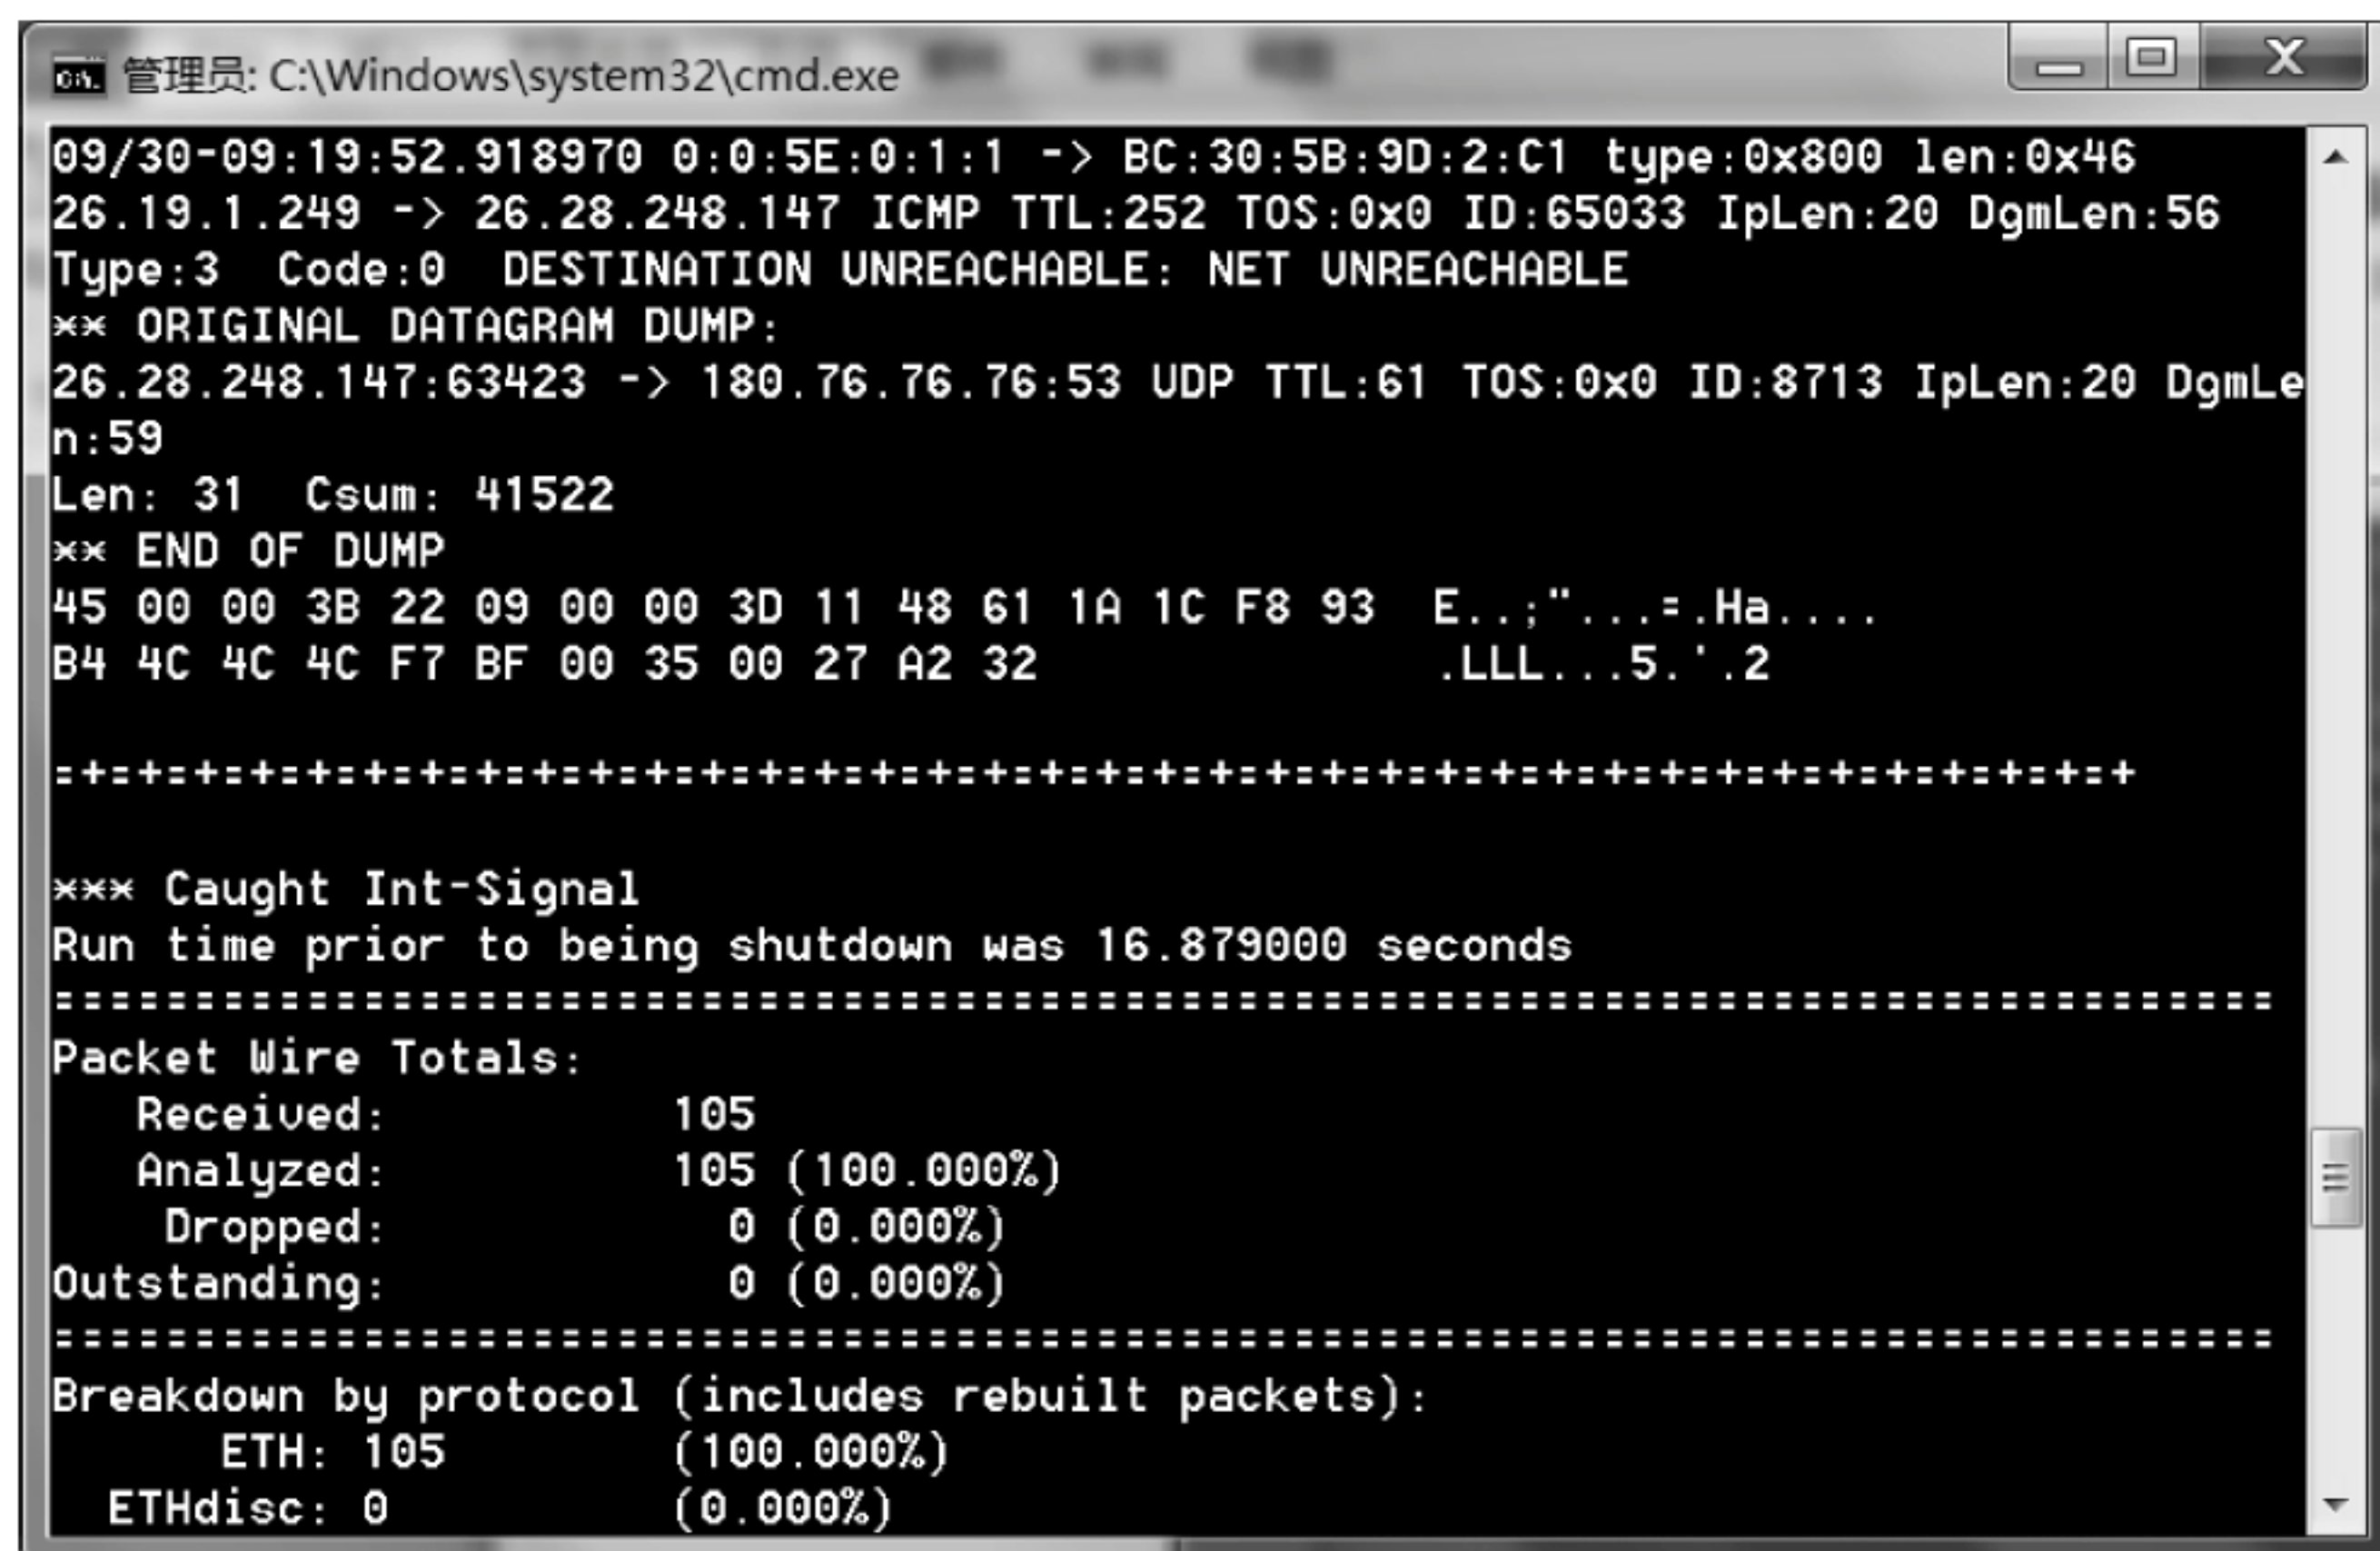 管理员: C:\Windows\system32\cmd.exe
09/30-09:19:52.918970 0:0:5E:0:1:1 -> BC:30:5B:9D:2:C1 type:0x800 len:0x46
26.19.1.249 -> 26.28.248.147 ICMP TTL:252 TOS:0x0 ID:65033 IpLen:20 DgmLen:56
Type:3  Code:0  DESTINATION UNREACHABLE: NET UNREACHABLE
** ORIGINAL DATAGRAM DUMP:
26.28.248.147:63423 -> 180.76.76.76:53 UDP TTL:61 TOS:0x0 ID:8713 IpLen:20 DgmLe
n:59
Len: 31  Csum: 41522
** END OF DUMP
45 00 00 3B 22 09 00 00 3D 11 48 61 1A 1C F8 93  E..;"...=.Ha....
B4 4C 4C 4C F7 BF 00 35 00 27 A2 32              .LLL...5.'.2
=+=+=+=+=+=+=+=+=+=+=+=+=+=+=+=+=+=+=+=+=+=+=+=+=+=+=+=+=+=+=+=+=+=+=+=+=+
*** Caught Int-Signal
Run time prior to being shutdown was 16.879000 seconds
===============================================================================
Packet Wire Totals:
   Received:          105
   Analyzed:          105 (100.000%)
    Dropped:            0 (0.000%)
Outstanding:            0 (0.000%)
===============================================================================
Breakdown by protocol (includes rebuilt packets):
      ETH: 105        (100.000%)
  ETHdisc: 0          (0.000%)